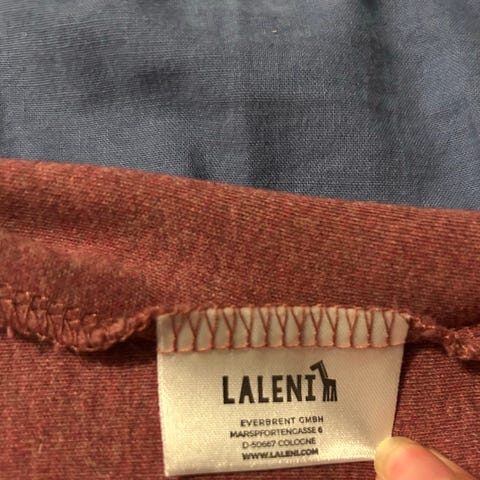 LALENI
EVERBRENT GMBH
MARSPFORTENGASSE 6
D-50667 COLOGNE
WWW.LALENI.COM